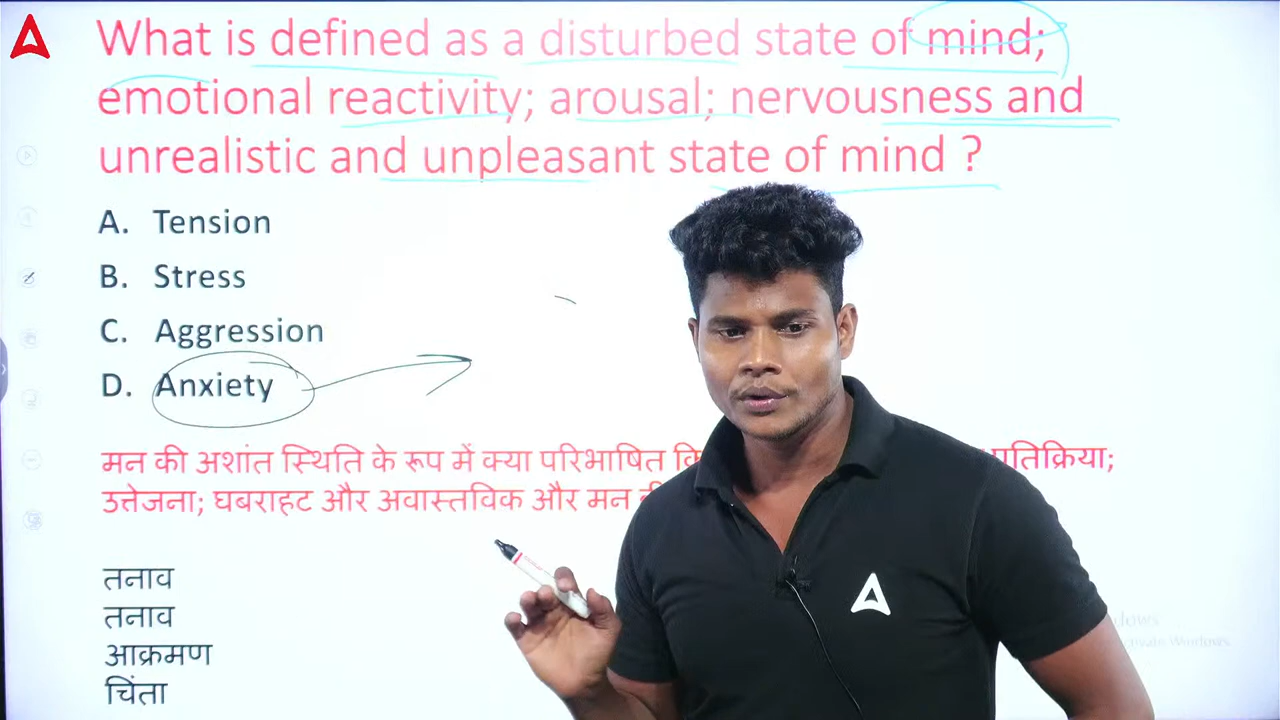 What is defined as a disturbed state of mind;
emotional reactivity; arousal; nervousness and
unrealistic and unpleasant state of mind ?
A. Tension
B. Stress
C. Aggression
D. Anxiety
मन की अशांत स्थिति के रूप में क्या परिभाषित प्रतिक्रिया;
उत्तेजना; घबराहट और अवास्तविक और मन
तनाव
तनाव
आक्रमण
चिंता